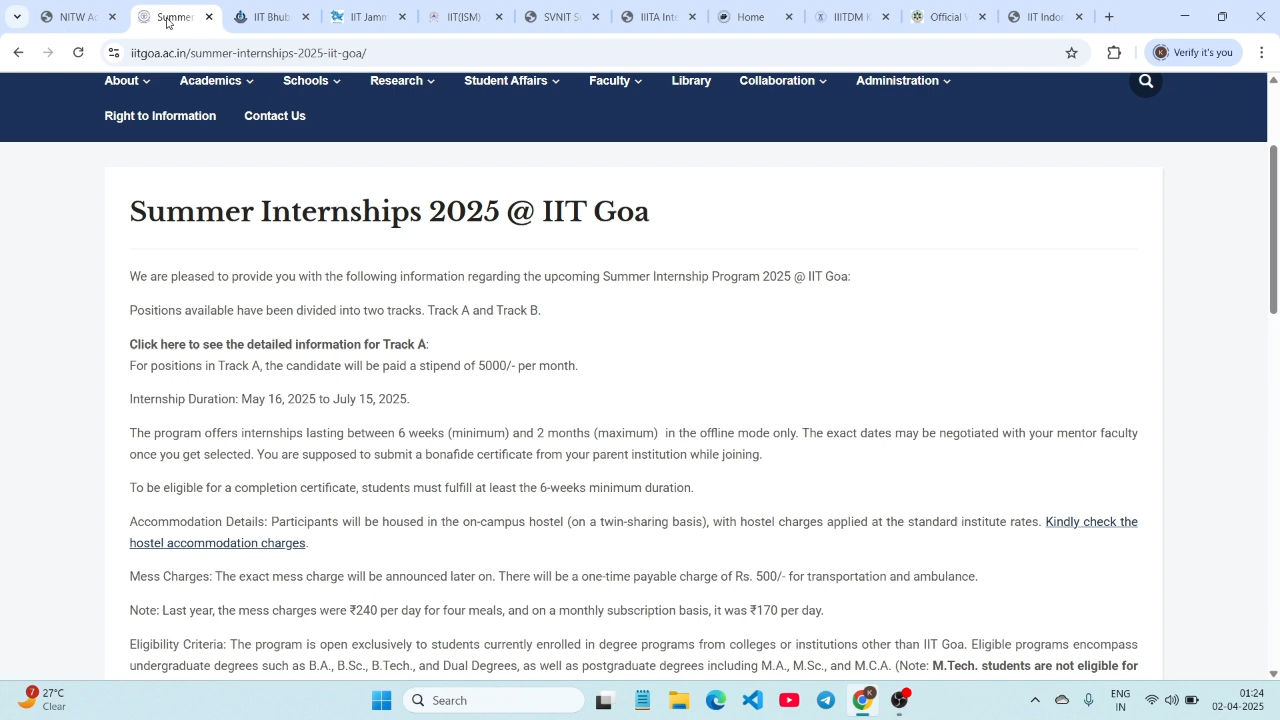 NITW Ac
Summer
IIT Bhub
IIT Jamm
IIT(ISM)
SVNIT S
IIITA Inte
Home
IIITDM K
Official
IIT Indor
iitgoa.ac.in/summer-internships-2025-iit-goa/
Verify it's you
About
Academics
Schools
Research
Student Affairs
Faculty
Library
Collaboration
Administration
Right to Information
Contact Us
Summer Internships 2025 @ IIT Goa
We are pleased to provide you with the following information regarding the upcoming Summer Internship Program 2025 @ IIT Goa:
Positions available have been divided into two tracks. Track A and Track B.
Click here to see the detailed information for Track A:
For positions in Track A, the candidate will be paid a stipend of 5000/- per month.
Internship Duration: May 16, 2025 to July 15, 2025.
The program offers internships lasting between 6 weeks (minimum) and 2 months (maximum) in the offline mode only. The exact dates may be negotiated with your mentor faculty
once you get selected. You are supposed to submit a bonafide certificate from your parent institution while joining.
To be eligible for a completion certificate, students must fulfill at least the 6-weeks minimum duration.
Accommodation Details: Participants will be housed in the on-campus hostel (on a twin-sharing basis), with hostel charges applied at the standard institute rates. Kindly check the
hostel accommodation charges.
Mess Charges: The exact mess charge will be announced later on. There will be a one-time payable charge of Rs. 500/- for transportation and ambulance.
Note: Last year, the mess charges were ₹240 per day for four meals, and on a monthly subscription basis, it was ₹170 per day.
Eligibility Criteria: The program is open exclusively to students currently enrolled in degree programs from colleges or institutions other than IIT Goa. Eligible programs encompass
undergraduate degrees such as B.A., B.Sc., B.Tech., and Dual Degrees, as well as postgraduate degrees including M.A., M.Sc., and M.C.A. (Note: M.Tech. students are not eligible for
7
27°C
Clear
Search
K
ENG
IN
01:24
02-04-2025